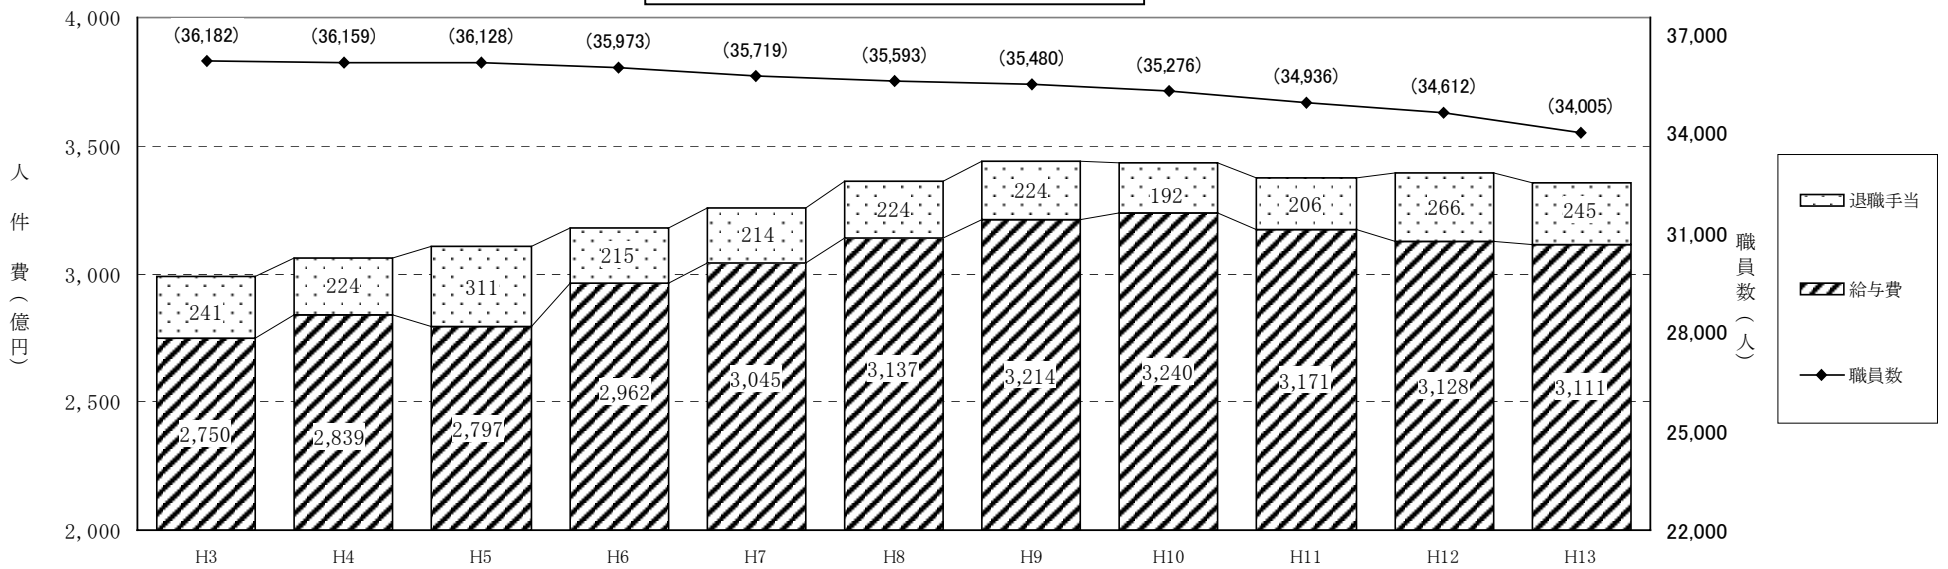 4,000
3,500
3,000
2,500
2,000
人件費（億円）
(36,182)
(36,159)
(36,128)
(35,973)
(35,719)
(35,593)
(35,480)
(35,276)
(34,936)
(34,612)
(34,005)
241
224
311
215
214
224
224
192
206
266
245
2,750
2,839
2,797
2,962
3,045
3,137
3,214
3,240
3,171
3,128
3,111
H3
H4
H5
H6
H7
H8
H9
H10
H11
H12
H13
37,000
34,000
31,000
28,000
25,000
22,000
職員数（人）
退職手当
給与費
職員数